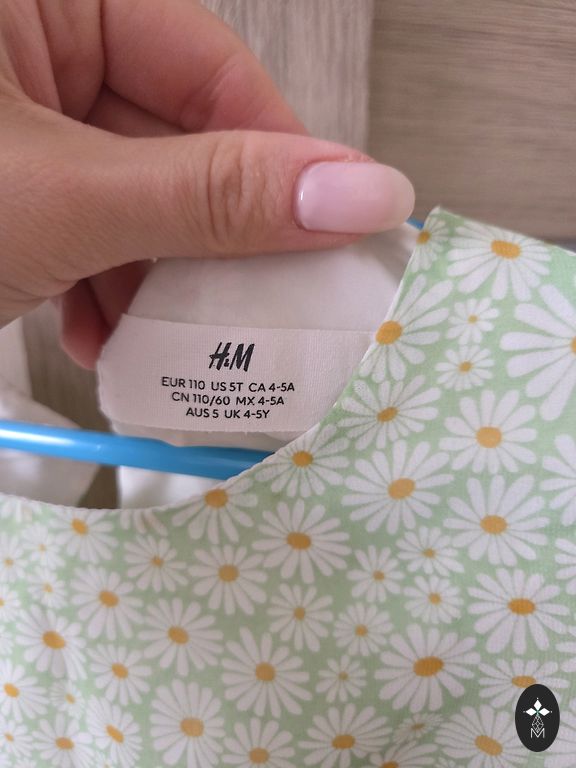 H&M
EUR 110 US 5T CA 4-5A
CN 110/60 MX 4-5A
AUS 5 UK 4-5Y
M